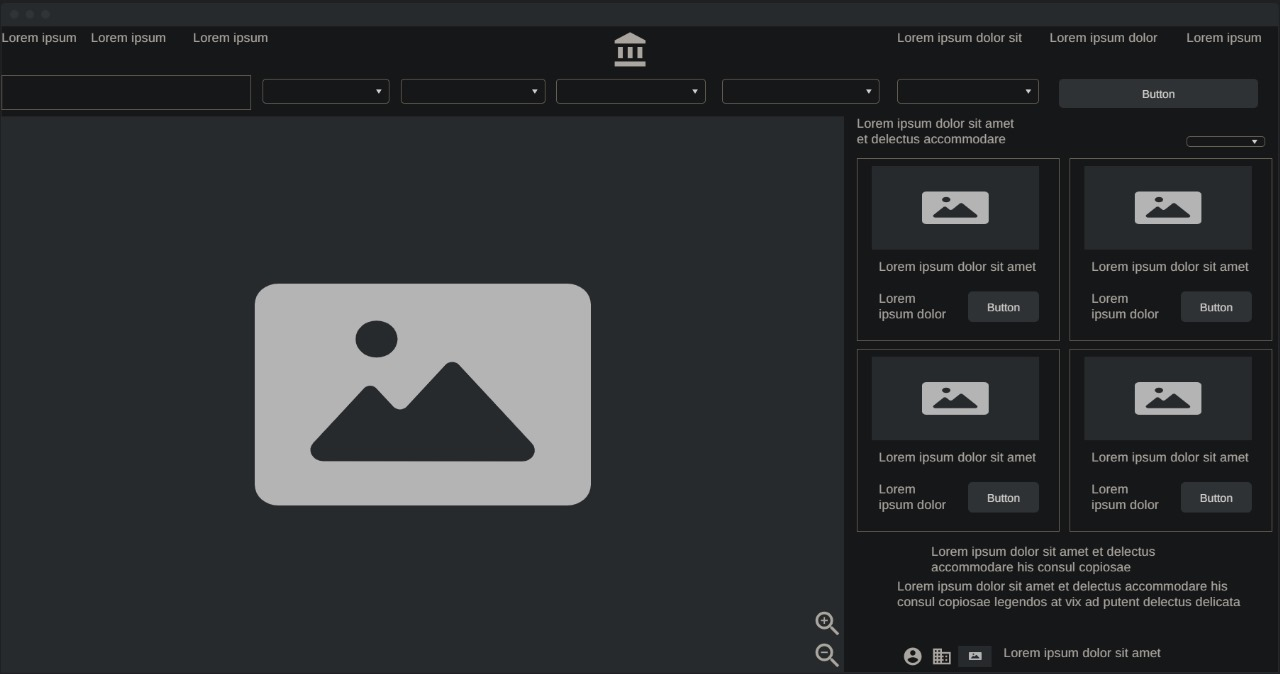 Lorem ipsum
Lorem ipsum
Lorem ipsum
Lorem ipsum dolor sit
Lorem ipsum dolor
Lorem ipsum
Button
Lorem ipsum dolor sit amet
et delectus accommodare
Lorem ipsum dolor sit amet
Lorem
ipsum dolor
Button
Lorem ipsum dolor sit amet
Lorem
ipsum dolor
Button
Lorem ipsum dolor sit amet
Lorem
ipsum dolor
Button
Lorem ipsum dolor sit amet
Lorem
ipsum dolor
Button
Lorem ipsum dolor sit amet et delectus
accommodare his consul copiosae
Lorem ipsum dolor sit amet et delectus accommodare his
consul copiosae legendos at vix ad putent delectus delicata
Lorem ipsum dolor sit amet